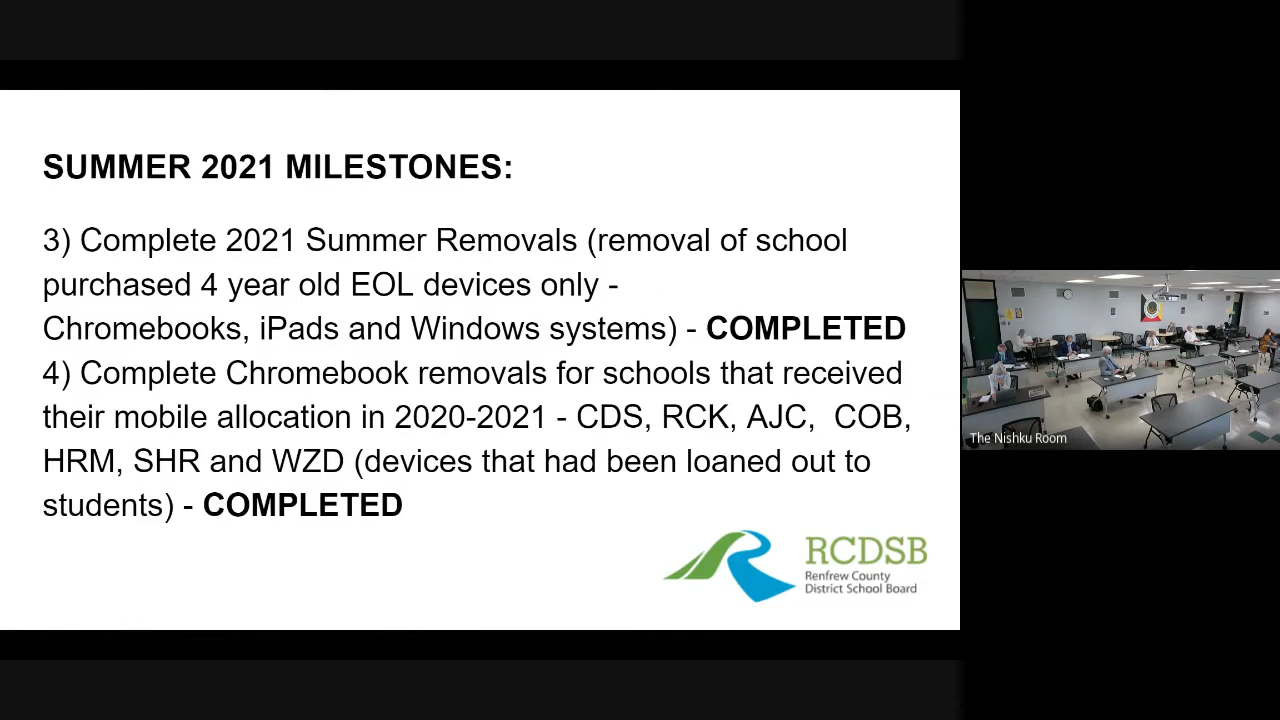 SUMMER 2021 MILESTONES:
3) Complete 2021 Summer Removals (removal of school
purchased 4 year old EOL devices only -
Chromebooks, iPads and Windows systems) - COMPLETED
4) Complete Chromebook removals for schools that received
their mobile allocation in 2020-2021 - CDS, RCK, AJC,  COB,
HRM, SHR and WZD (devices that had been loaned out to
students) - COMPLETED
RCDSB
Renfrew County
District School Board
The Nishku Room